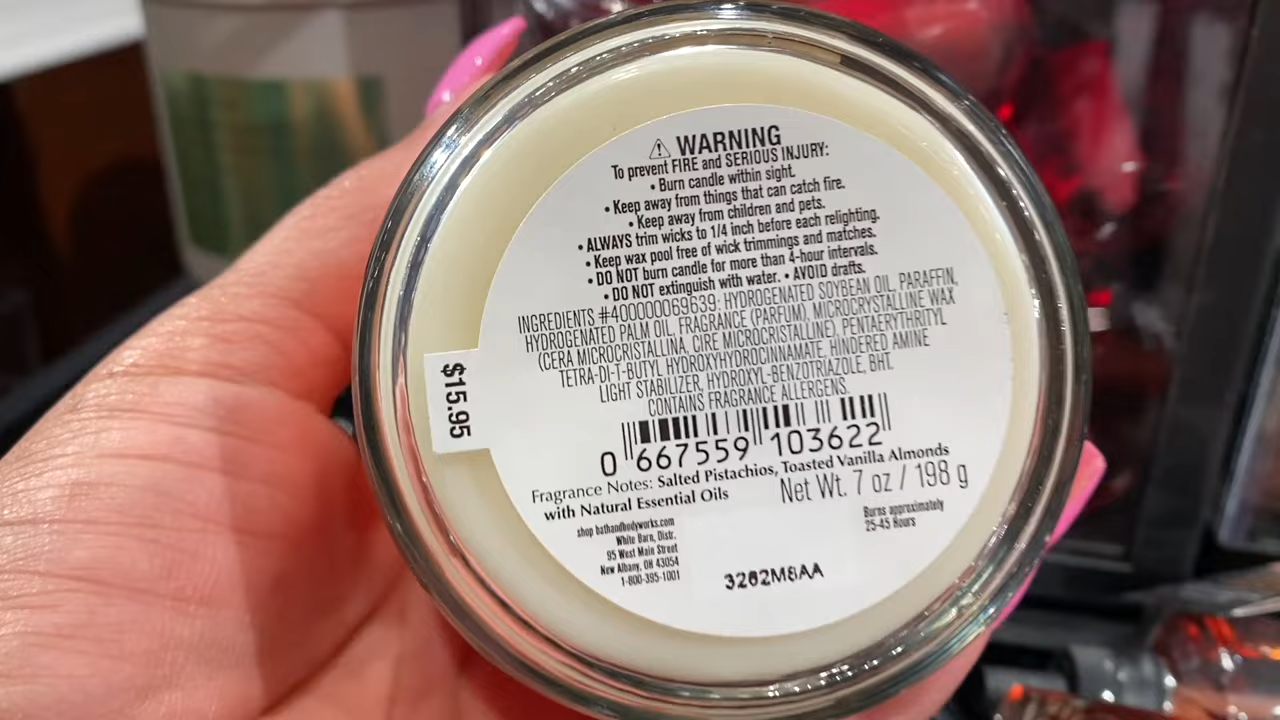 ⚠ WARNING
To prevent FIRE and SERIOUS INJURY:
• Burn candle within sight.
• Keep away from things that can catch fire.
• Keep away from children and pets.
• ALWAYS trim wicks to 1/4 inch before each relighting.
• Keep wax pool free of wick trimmings and matches.
• DO NOT burn candle for more than 4-hour intervals.
• DO NOT extinguish with water. • AVOID drafts.
INGREDIENTS #400000069639: HYDROGENATED SOYBEAN OIL, PARAFFIN,
HYDROGENATED PALM OIL, FRAGRANCE (PARFUM), MICROCRYSTALLINE WAX
(CERA MICROCRISTALLINA, CIRE MICROCRISTALLINE), PENTAERYTHRITYL
TETRA-DI-T-BUTYL HYDROXYHYDROCINNAMATE, HINDERED AMINE
LIGHT STABILIZER, HYDROXYL-BENZOTRIAZOLE, BHT.
CONTAINS FRAGRANCE ALLERGENS.
$15.95
0 667559 103622
Fragrance Notes: Salted Pistachios, Toasted Vanilla Almonds
with Natural Essential Oils
Net Wt. 7 oz / 198 g
Burns approximately
25-45 Hours
shop bathandbodyworks.com
White Barn, Distr.
95 West Main Street
New Albany, OH 43054
1-800-395-1001
3282M8AA